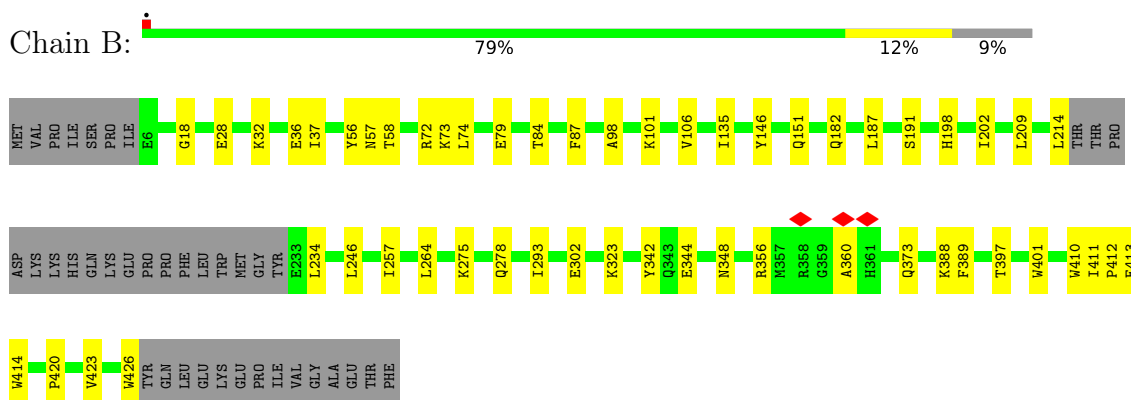 Chain B:
79% 12% 9%
MET VAL PRO ILE SER PRO ILE E6 G18 E28 K32 E36 I37 Y56 N57 T58 R72 K73 L74 E79 T84 F87 A98 K101 V106 I135 Y146 Q151 Q182 L187 S191 H198 I202 L209 L214 THR THR PRO
ASP LYS LYS HIS GLN LYS GLU PRO PRO PHE LEU TRP MET GLY TYR E233 L234 L246 I257 L264 K275 Q278 I293 E302 K323 Y342 Q343 E344 N348 R356 M357 R358 G359 A360 H361 Q373 K388 F389 T397 W401 W410 I411 P412 E413
W414 P420 V423 W426 TYR GLN LEU GLU LYS GLU PRO ILE VAL GLY ALA GLU THR PHE